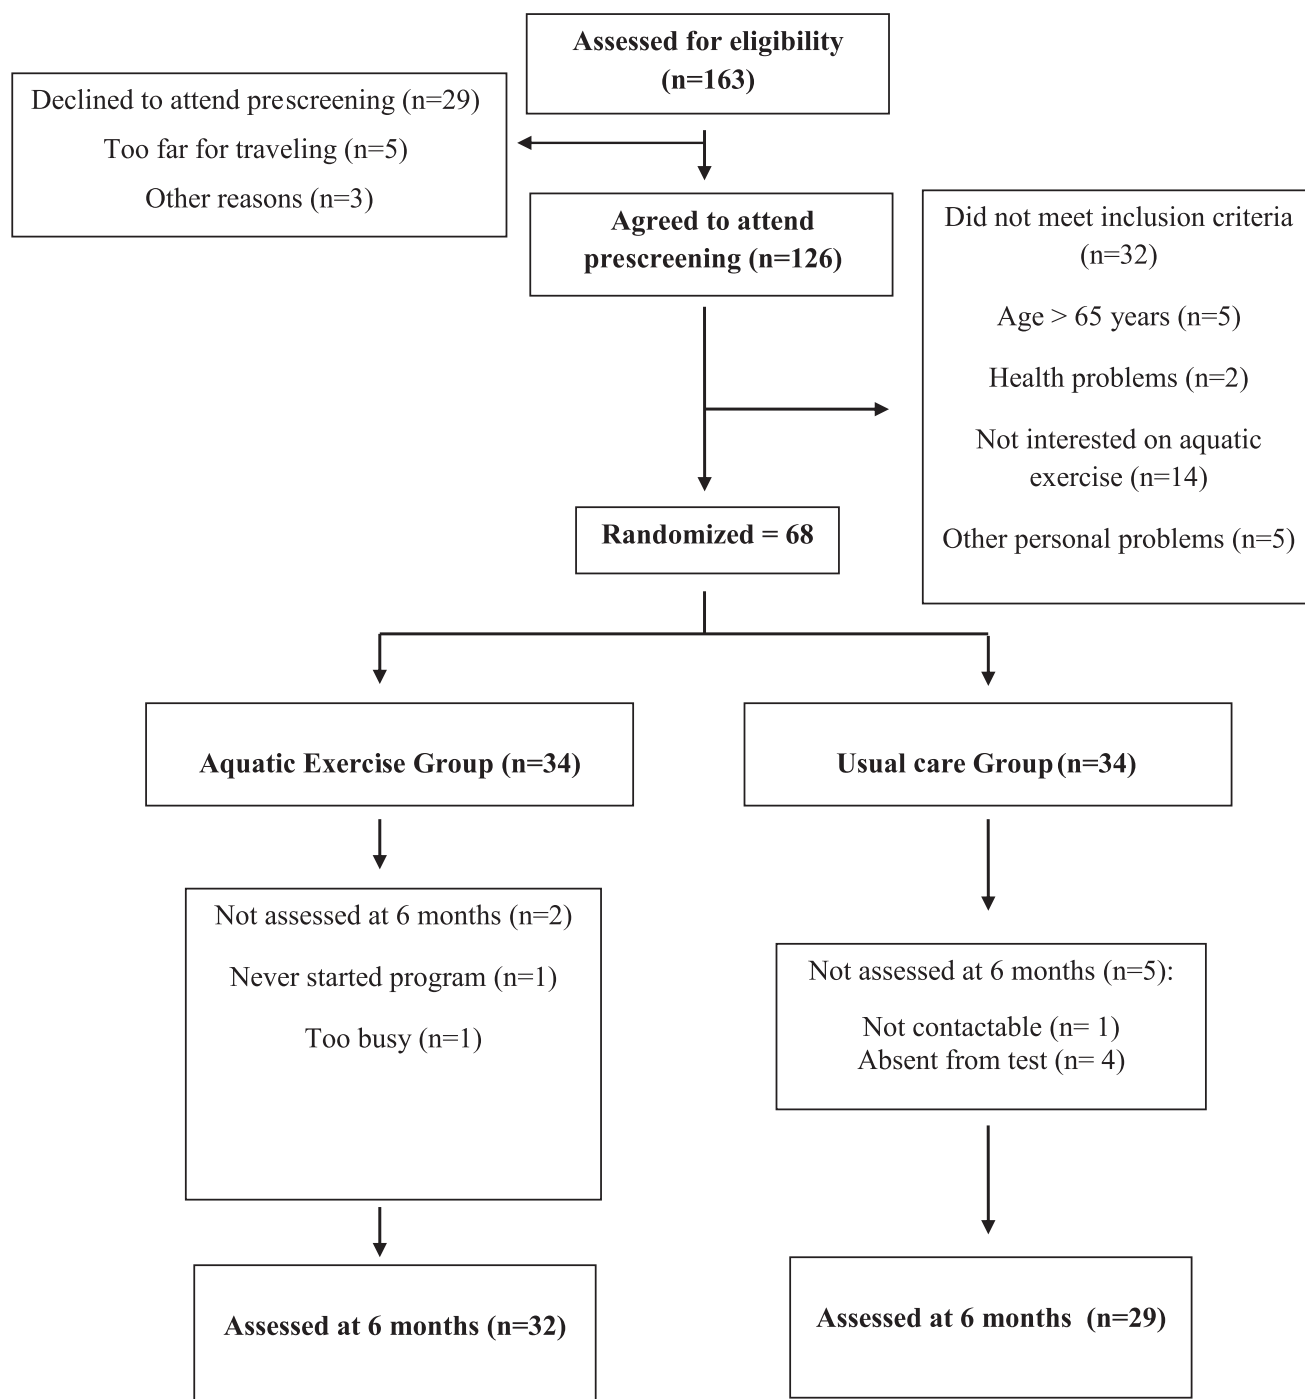 Assessed for eligibility
(n=163)
Declined to attend prescreening (n=29)
Too far for traveling (n=5)
Other reasons (n=3)
Agreed to attend
prescreening (n=126)
Did not meet inclusion criteria
(n=32)
Age > 65 years (n=5)
Health problems (n=2)
Not interested on aquatic
exercise (n=14)
Other personal problems (n=5)
Randomized = 68
Aquatic Exercise Group (n=34)
Usual care Group (n=34)
Not assessed at 6 months (n=2)
Never started program (n=1)
Too busy (n=1)
Not assessed at 6 months (n=5):
Not contactable (n= 1)
Absent from test (n= 4)
Assessed at 6 months (n=32)
Assessed at 6 months (n=29)